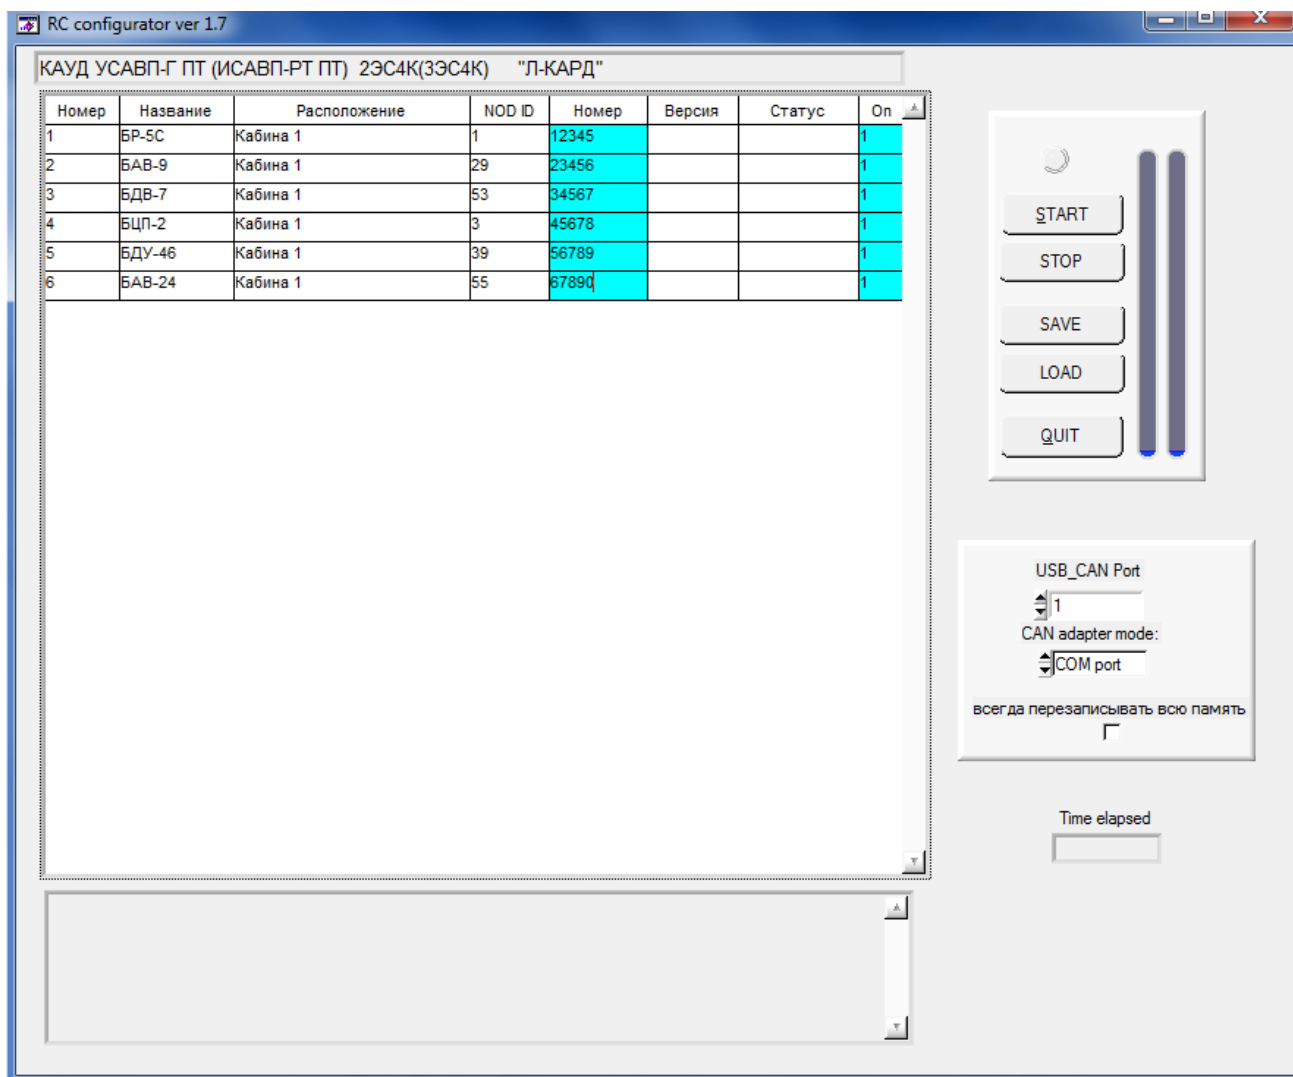 RC configurator ver 1.7
КАУД УСАВП-Г ПТ (ИСАВП-РТ ПТ) 2ЭС4К(3ЭС4К) "Л-КАРД"
Номер Название Расположение NOD ID Номер Версия Статус On
1 БР-5С Кабина 1 1 12345 1
2 БАВ-9 Кабина 1 29 23456 1
3 БДВ-7 Кабина 1 53 34567 1
4 БЦП-2 Кабина 1 3 45678 1
5 БДУ-46 Кабина 1 39 56789 1
6 БАВ-24 Кабина 1 55 67890 1
START
STOP
SAVE
LOAD
QUIT
USB_CAN Port
1
CAN adapter mode:
COM port
всегда перезаписывать всю память
Time elapsed